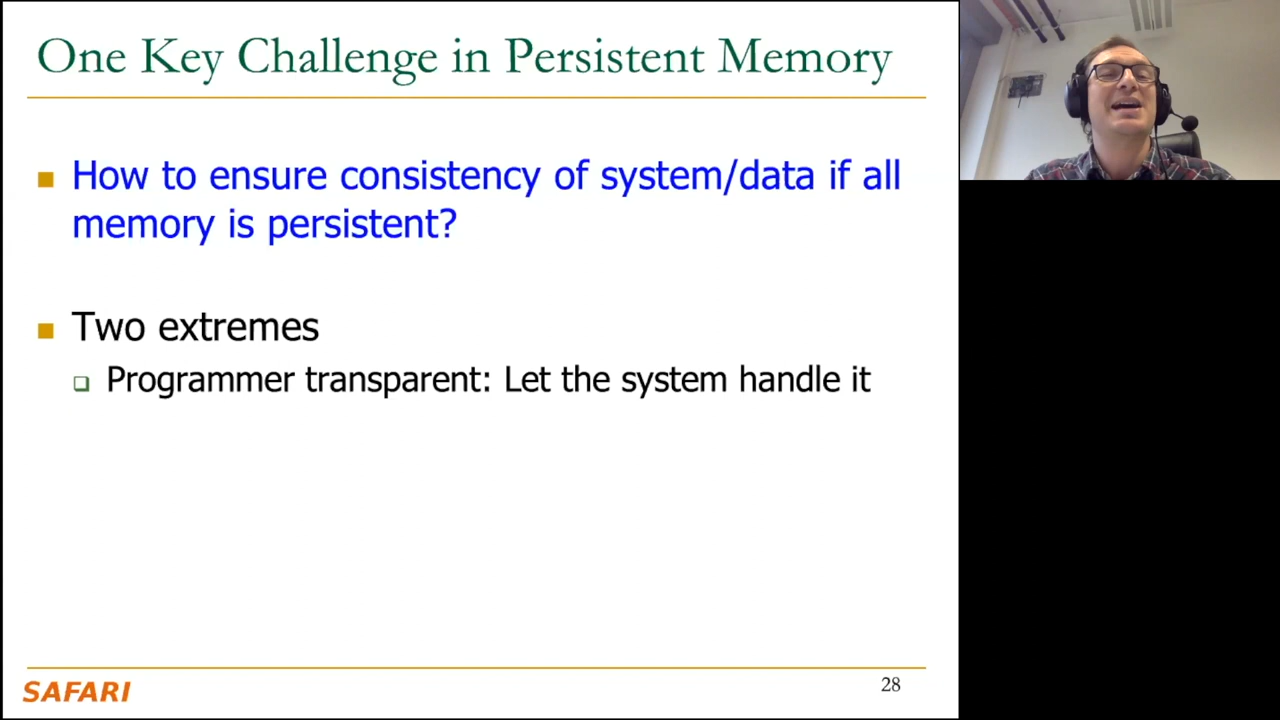 One Key Challenge in Persistent Memory
How to ensure consistency of system/data if all
memory is persistent?
Two extremes
Programmer transparent: Let the system handle it
SAFARI
28